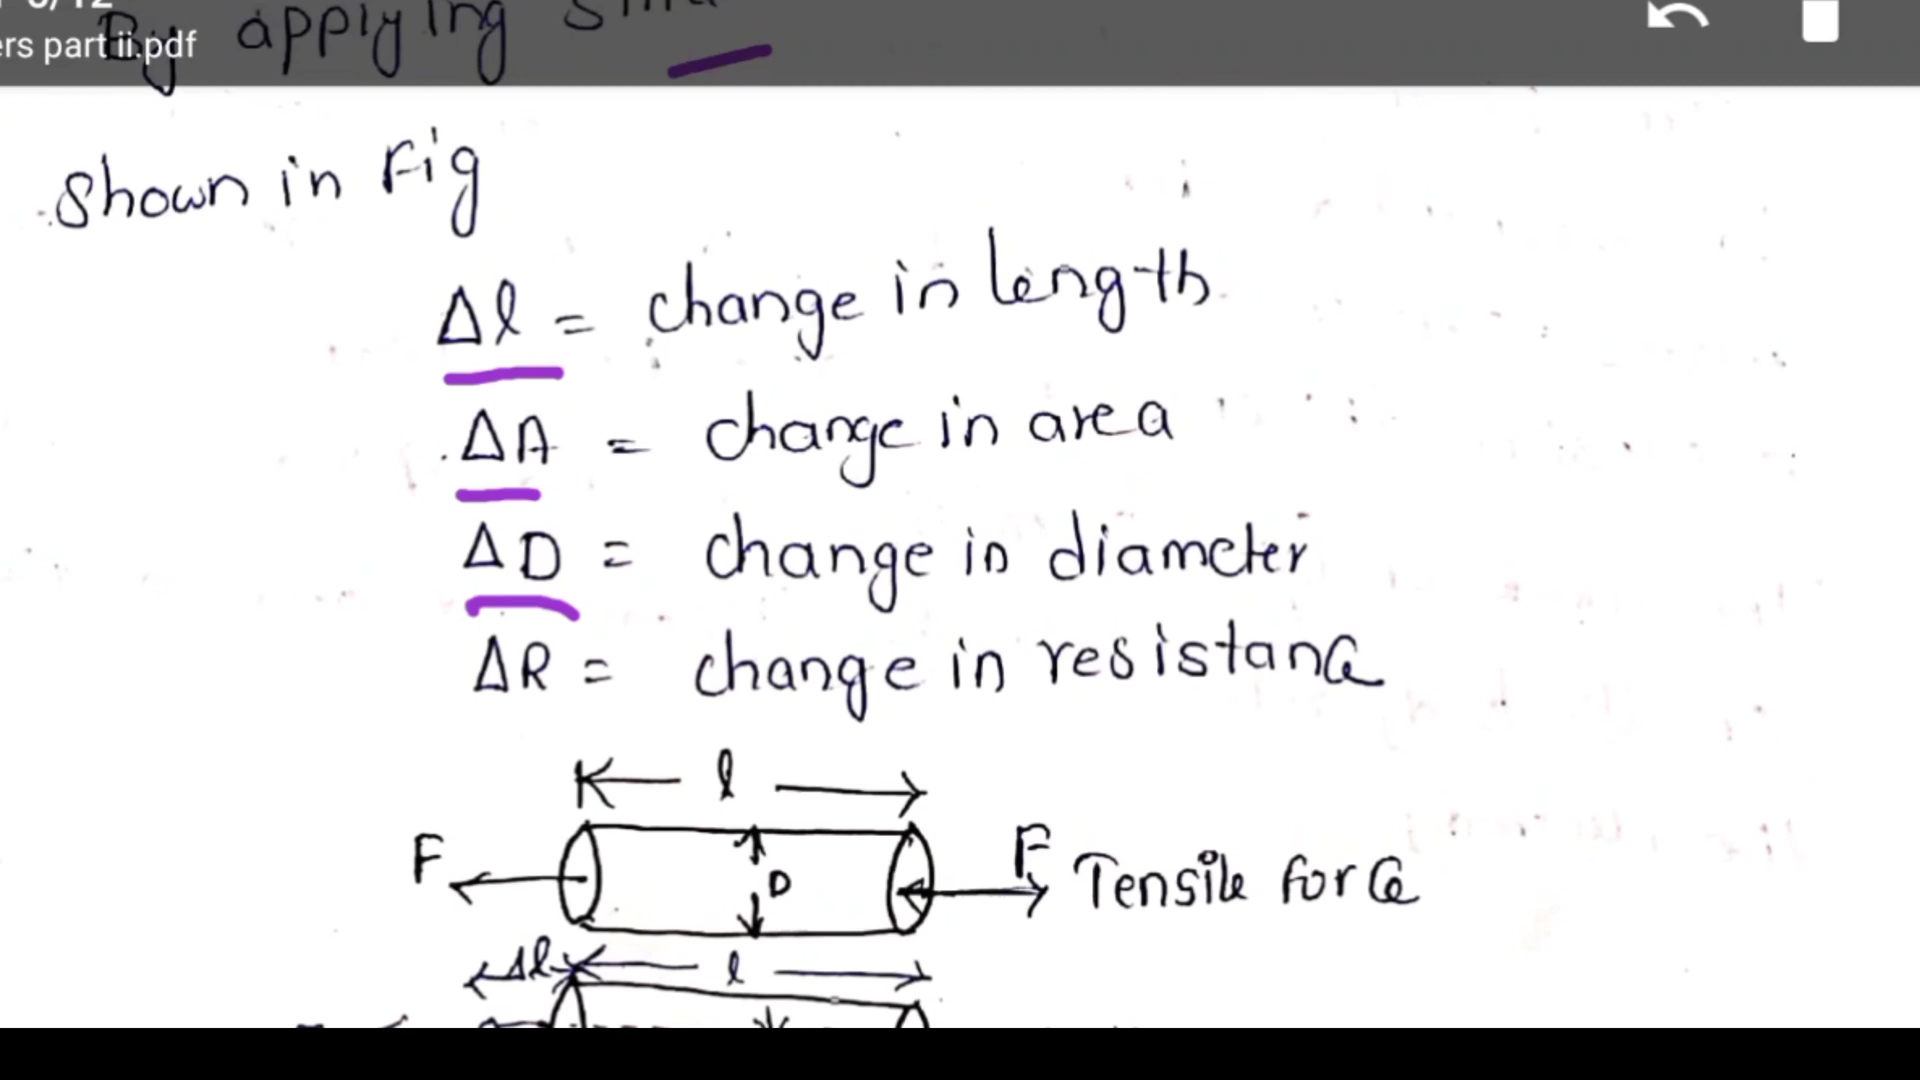 ers part ii.pdf
By applying
shown in Fig
Δl = change in length
ΔA = change in area
ΔD = change in diameter
ΔR = change in resistance
l
F
D
F Tensile force
Δl
l